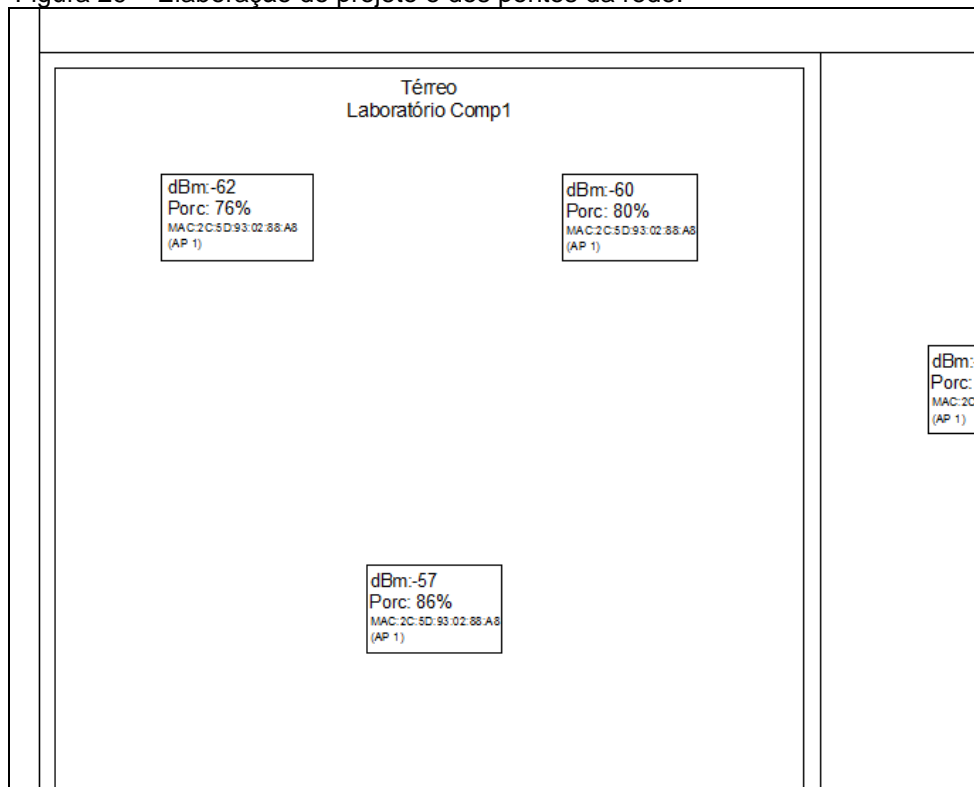 Figura 20 – Elaboração do projeto e dos pontos da rede.
Térreo
Laboratório Comp1
dBm:-62
Porc: 76%
MAC:2C:5D:93:02:88:A8
(AP 1)
dBm:-60
Porc: 80%
MAC:2C:5D:93:02:88:A8
(AP 1)
dBm:
Porc:
MAC:2C
(AP 1)
dBm:-57
Porc: 86%
MAC:2C:5D:93:02:88:A8
(AP 1)